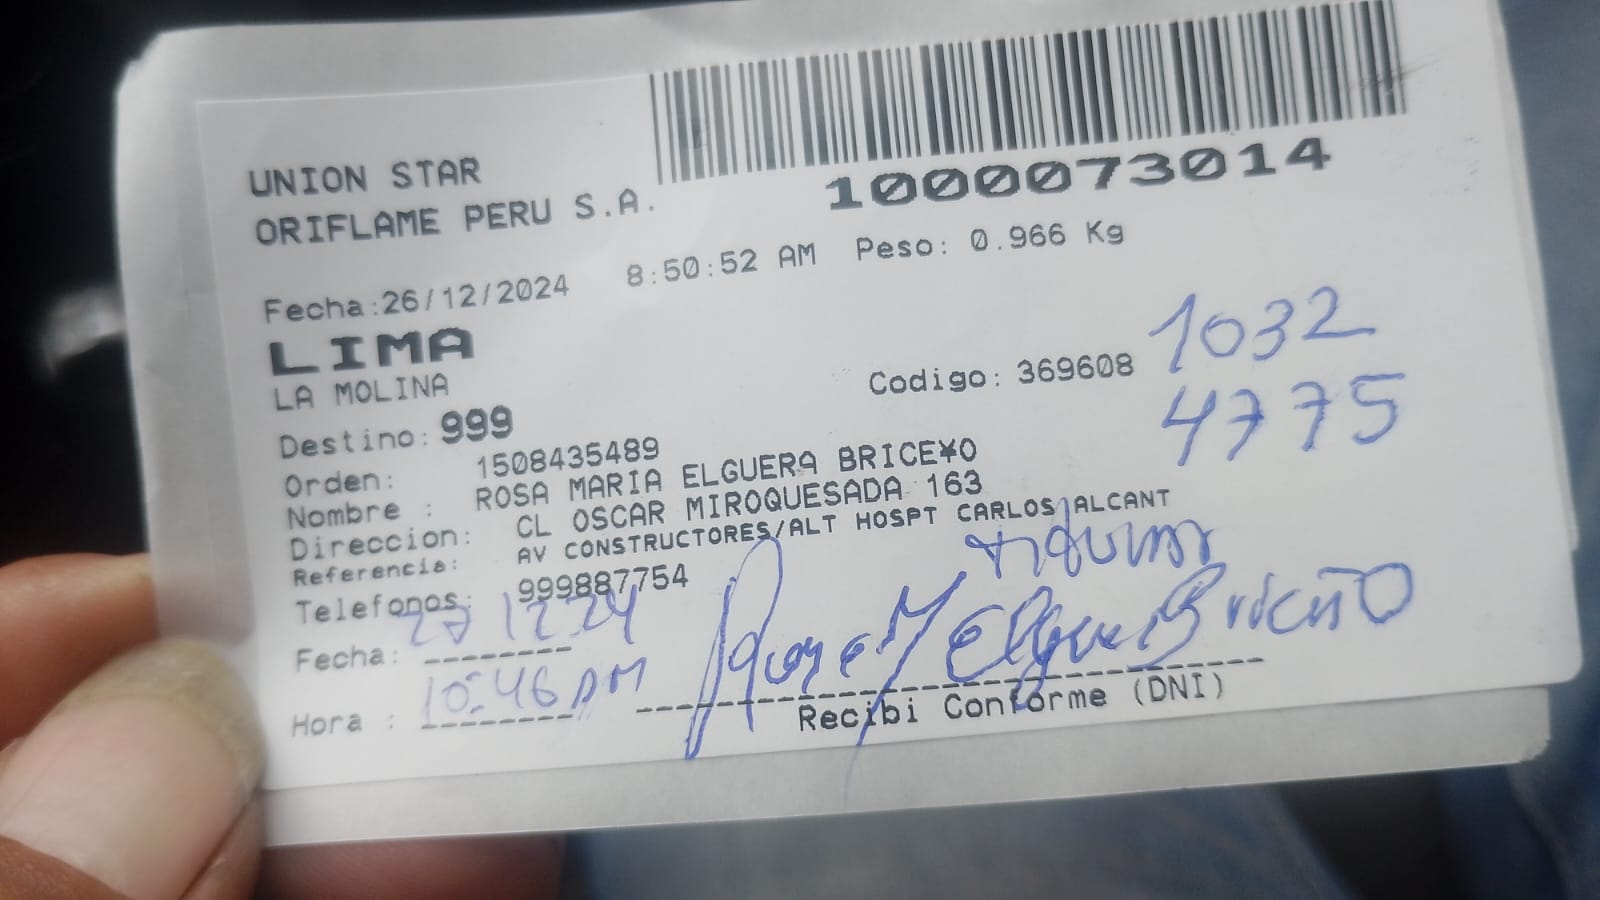 UNION STAR
ORIFLAME PERU S.A.
1000073014
Fecha:26/12/2024 8:50:52 AM Peso: 0.966 Kg
LIMA
LA MOLINA
Codigo: 369608 1032
4775
Destino: 999
Orden: 1508435489
Nombre : ROSA MARIA ELGUERA BRICE¥O
Direccion: CL OSCAR MIROQUESADA 163
Referencia: AV CONSTRUCTORES/ALT HOSPT CARLOS ALCANT
Telefonos: 999887754
Fecha: 27 12 24
Hora : 10:46 AM
Elguera Briceño
Recibi Conforme (DNI)